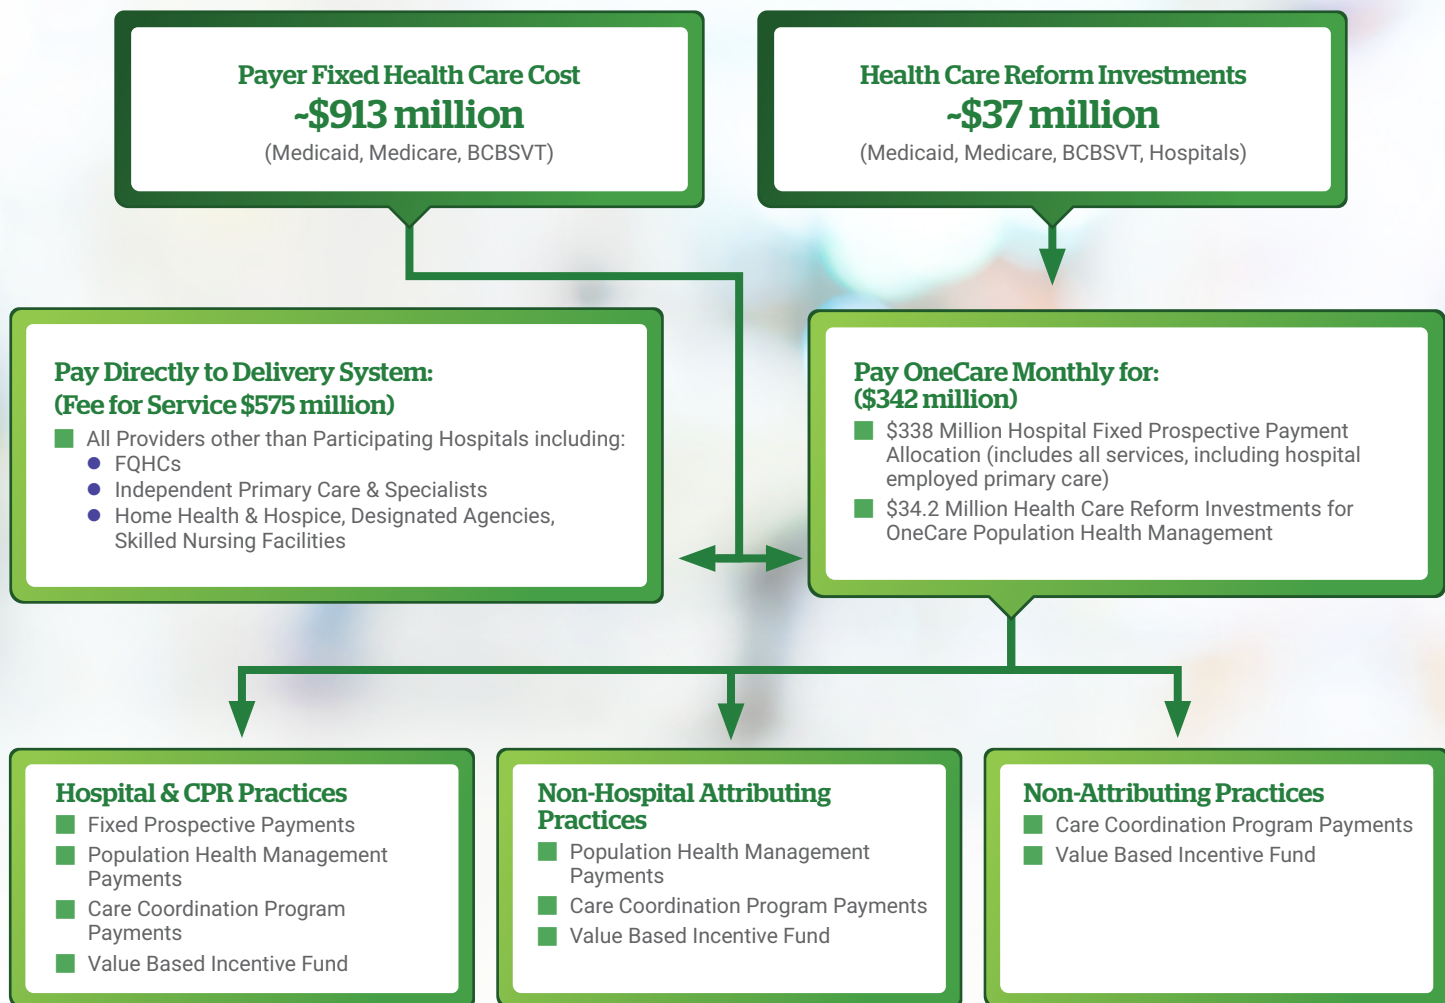 Payer Fixed Health Care Cost
~$913 million
(Medicaid, Medicare, BCBSVT)
Health Care Reform Investments
~$37 million
(Medicaid, Medicare, BCBSVT, Hospitals)
Pay Directly to Delivery System:
(Fee for Service $575 million)
All Providers other than Participating Hospitals including:
FQHCs
Independent Primary Care & Specialists
Home Health & Hospice, Designated Agencies,
Skilled Nursing Facilities
Pay OneCare Monthly for:
($342 million)
$338 Million Hospital Fixed Prospective Payment
Allocation (includes all services, including hospital
employed primary care)
$34.2 Million Health Care Reform Investments for
OneCare Population Health Management
Hospital & CPR Practices
Fixed Prospective Payments
Population Health Management
Payments
Care Coordination Program
Payments
Value Based Incentive Fund
Non-Hospital Attributing
Practices
Population Health Management
Payments
Care Coordination Program Payments
Value Based Incentive Fund
Non-Attributing Practices
Care Coordination Program Payments
Value Based Incentive Fund